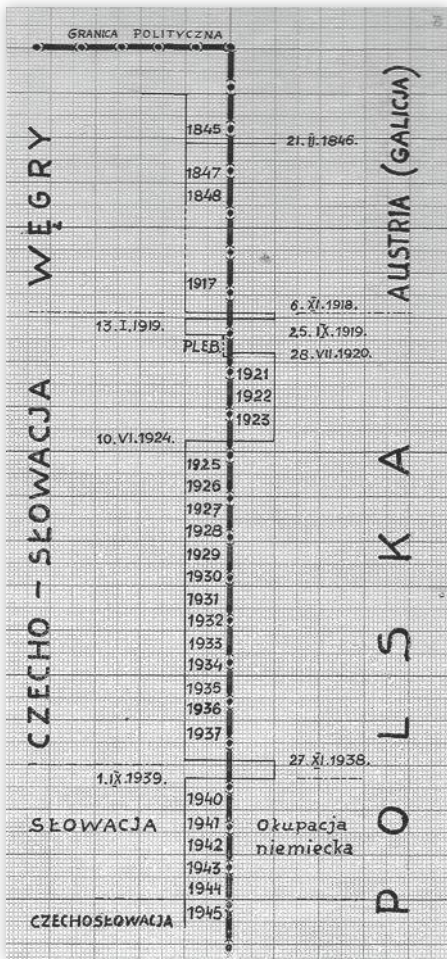 GRANICA POLITYCZNA
WĘGRY
AUSTRIA (GALICJA)
1845
21.II.1846.
1847
1848
1917
6.XI.1918.
13.I.1919.
25.IX.1919.
PLEB.
28.VII.1920.
1921
1922
1923
CZECHO – SŁOWACJA
POLSKA
10.VI.1924.
1925
1926
1927
1928
1929
1930
1931
1932
1933
1934
1935
1936
1937
27.XI.1938.
1.IX.1939.
1940
SŁOWACJA
1941
Okupacja
niemiecka
1942
1943
1944
CZECHOSŁOWACJA
1945